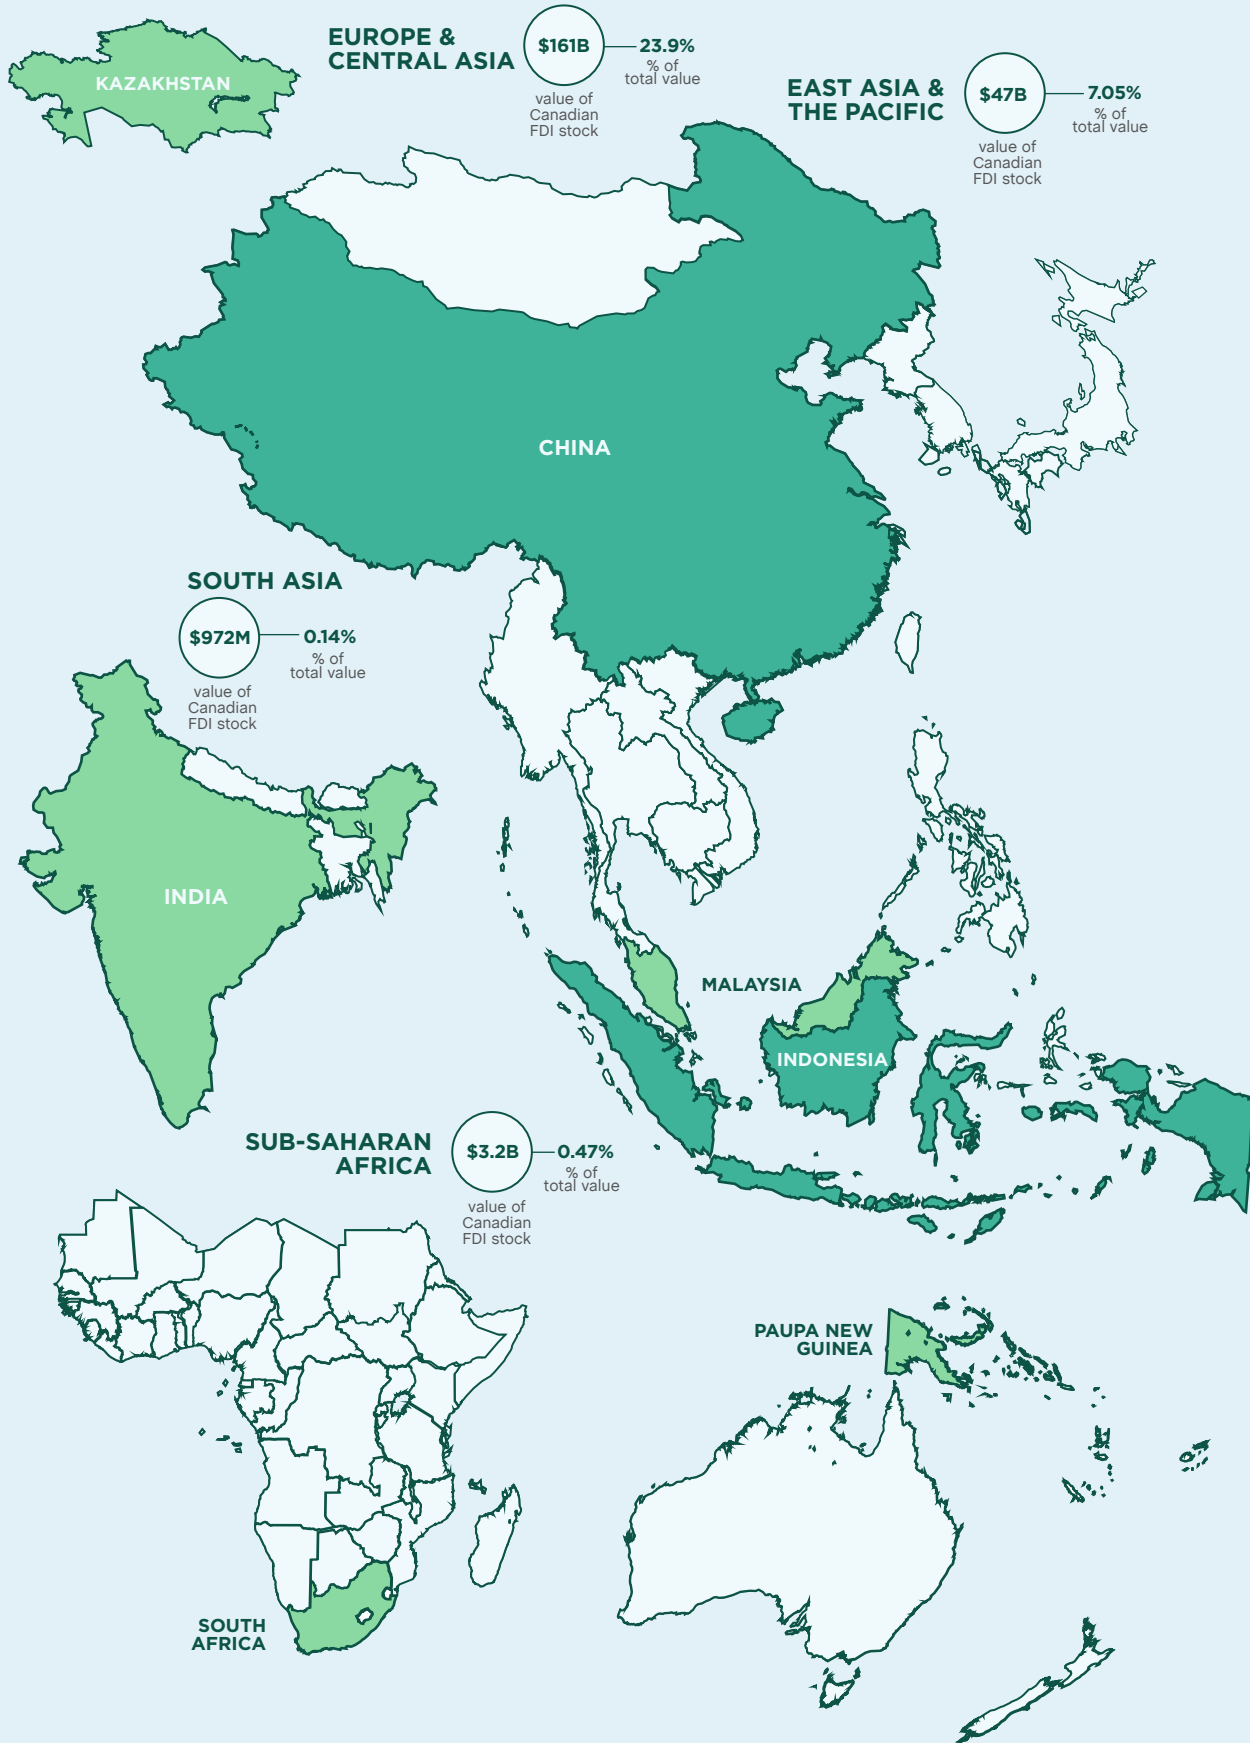 EUROPE &
CENTRAL ASIA
$161B
23.9%
% of
total value
value of
Canadian
FDI stock
KAZAKHSTAN
EAST ASIA &
THE PACIFIC
$47B
7.05%
% of
total value
value of
Canadian
FDI stock
CHINA
SOUTH ASIA
$972M
0.14%
% of
total value
value of
Canadian
FDI stock
INDIA
MALAYSIA
INDONESIA
SUB-SAHARAN
AFRICA
$3.2B
0.47%
% of
total value
value of
Canadian
FDI stock
PAUPA NEW
GUINEA
SOUTH
AFRICA